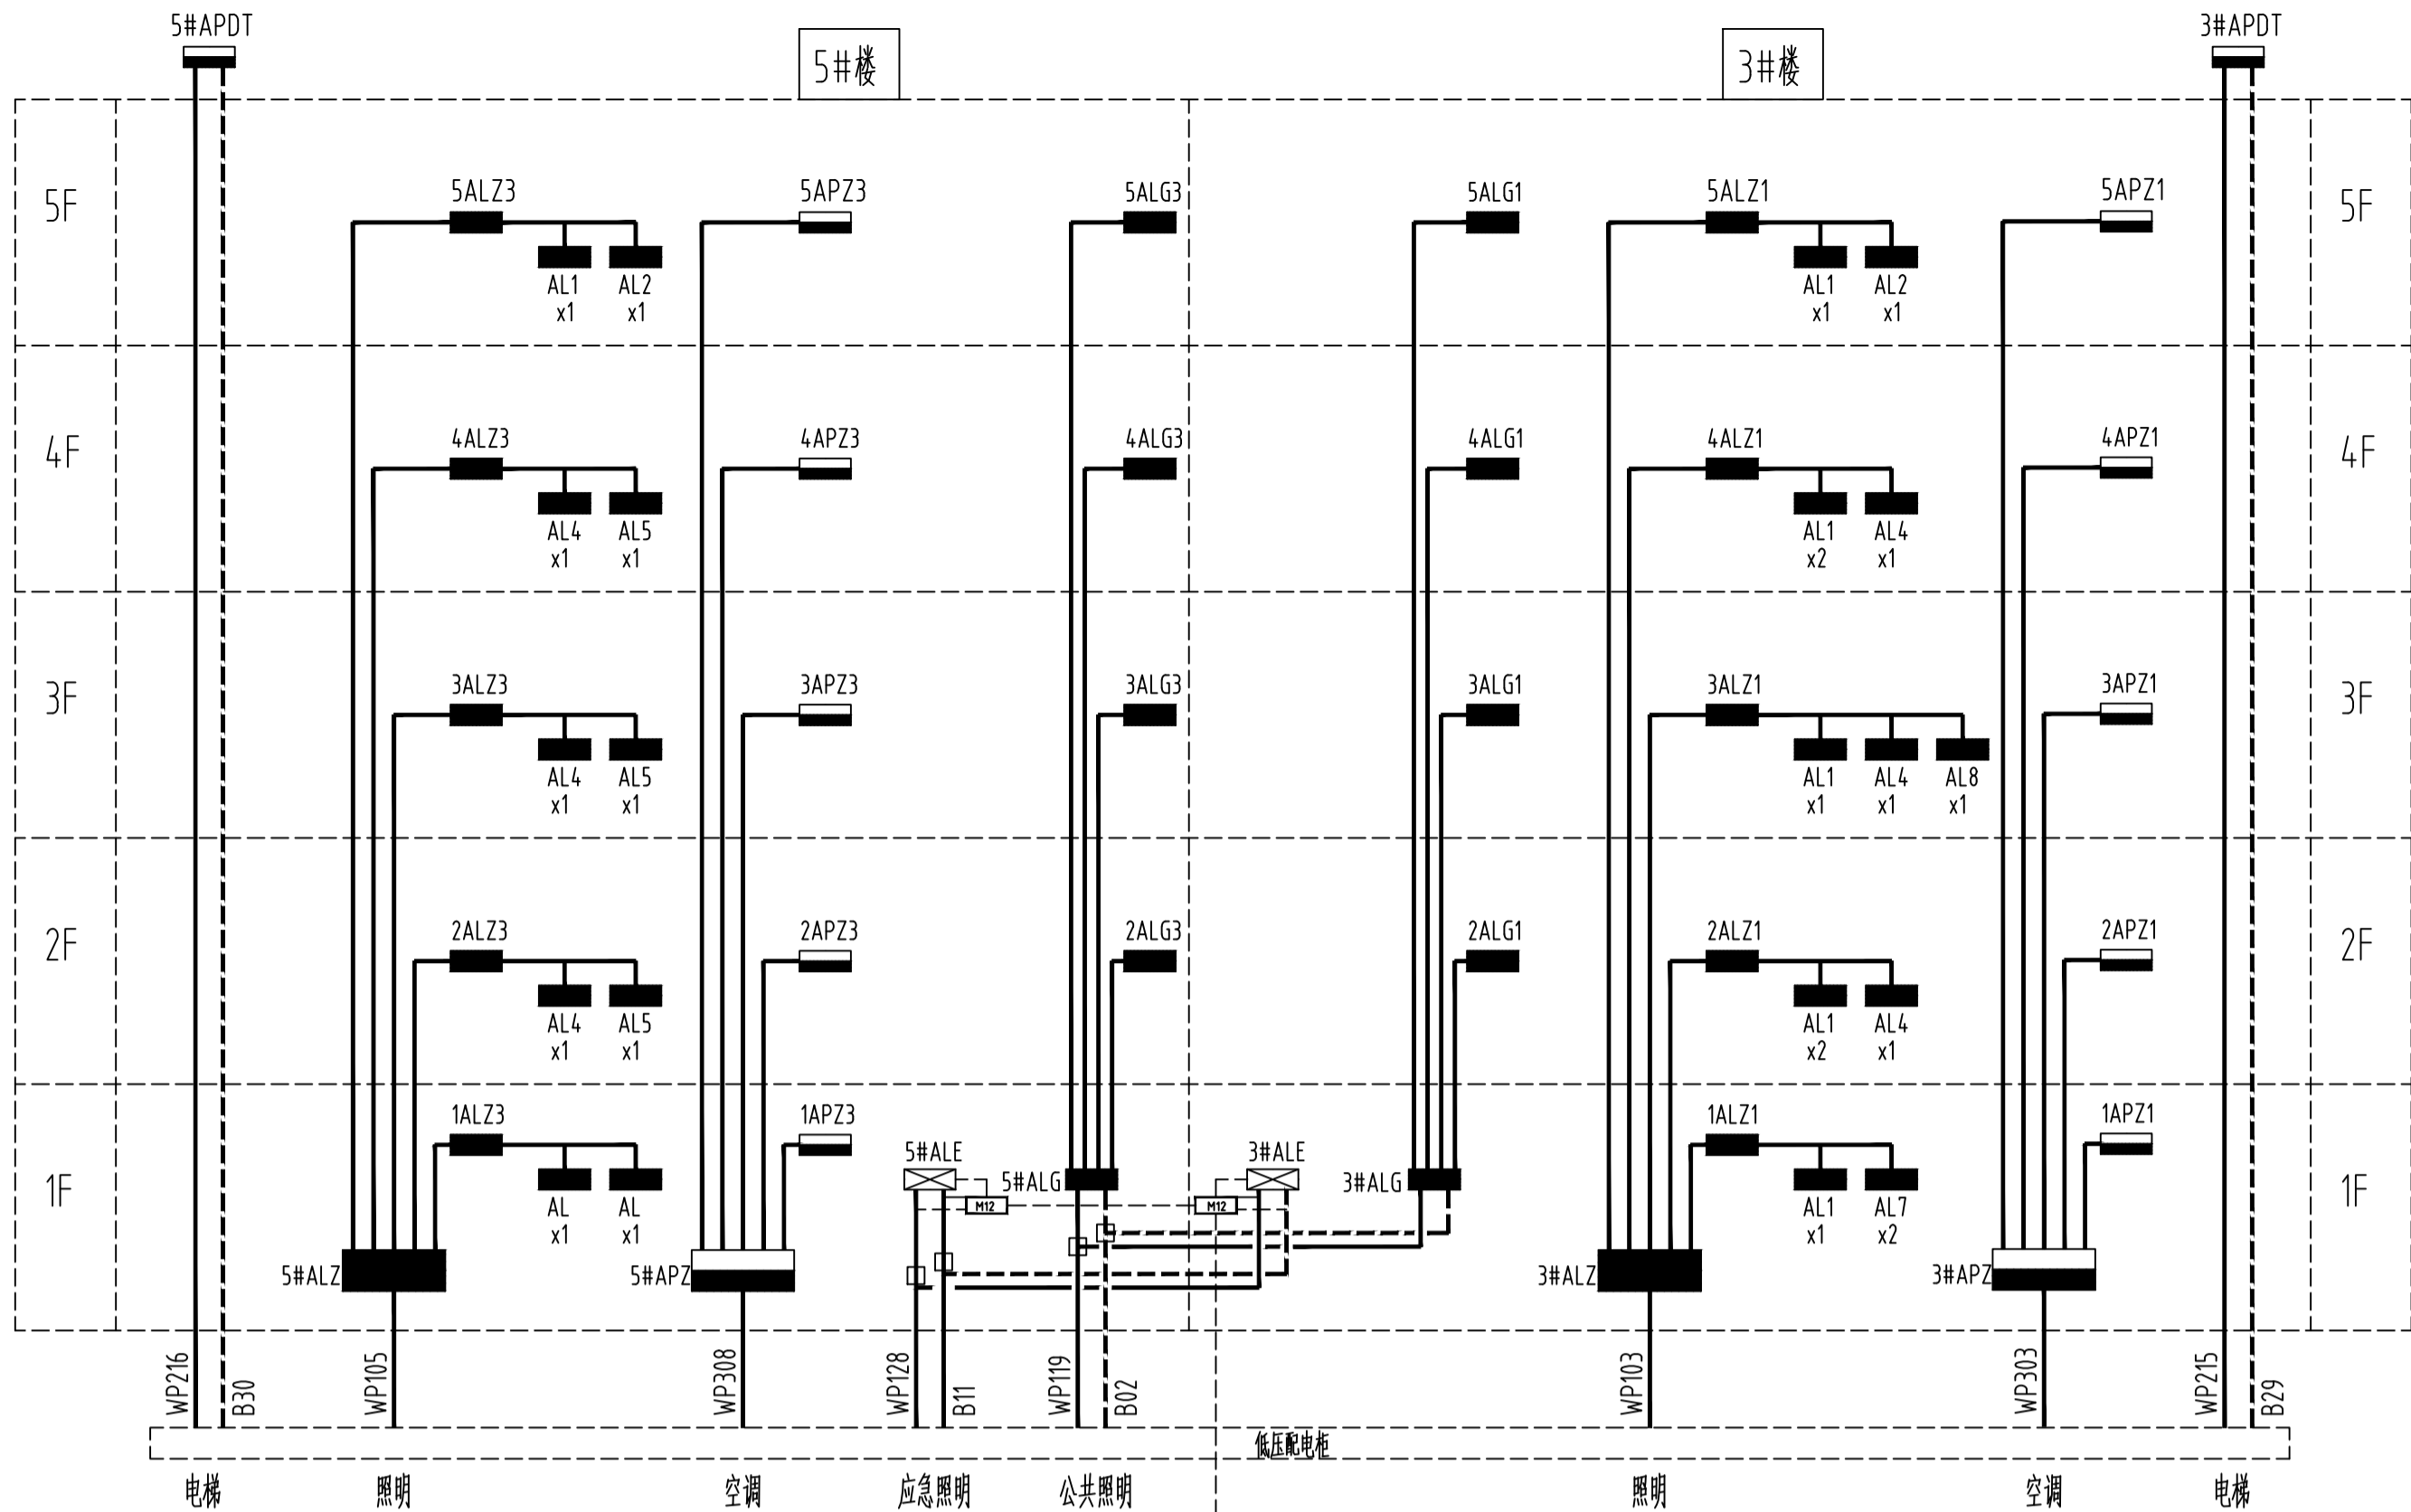 5#APDT
3#APDT
5#楼
3#楼
5F
5ALZ3
5APZ3
5ALG3
5ALG1
5ALZ1
5APZ1
5F
AL1
AL2
AL1
AL2
x1
x1
x1
x1
4F
4ALZ3
4APZ3
4ALG3
4ALG1
4ALZ1
4APZ1
4F
AL4
AL5
AL1
AL4
x1
x1
x2
x1
3F
3ALZ3
3APZ3
3ALG3
3ALG1
3ALZ1
3APZ1
3F
AL4
AL5
AL1
AL4
AL8
x1
x1
x1
x1
x1
2F
2ALZ3
2APZ3
2ALG3
2ALG1
2ALZ1
2APZ1
2F
AL4
AL5
AL1
AL4
x1
x1
x2
x1
1ALZ3
1APZ3
1ALZ1
1APZ1
5#ALE
3#ALE
1F
5#ALG
3#ALG
1F
AL
AL
M12
M12
AL1
AL7
x1
x1
x1
x2
5#ALZ
5#APZ
3#ALZ
3#APZ
WP216
B30
WP105
WP308
WP128
B11
WP119
B02
WP103
WP303
WP215
B29
低压配电柜
电梯
照明
空调
应急照明
公共照明
照明
空调
电梯